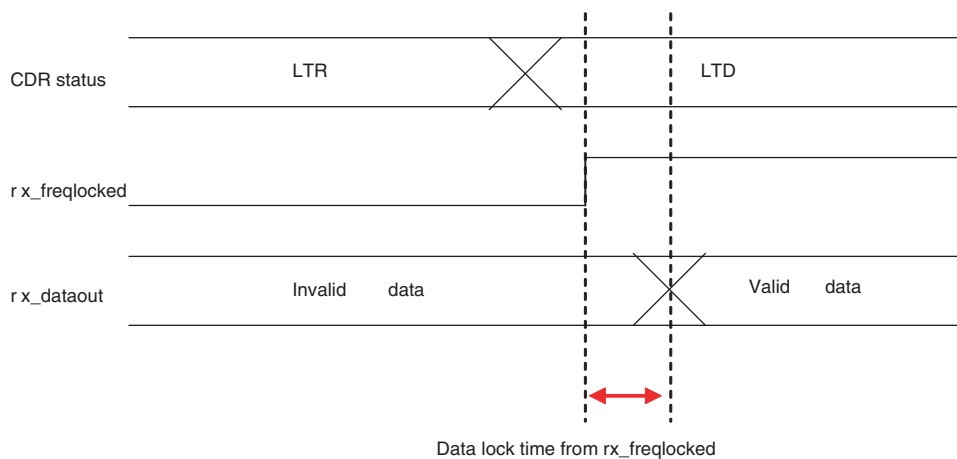 CDR status
LTR
LTD
r x_freqlocked
r x_dataout
Invalid data
Valid data
Data lock time from rx_freqlocked